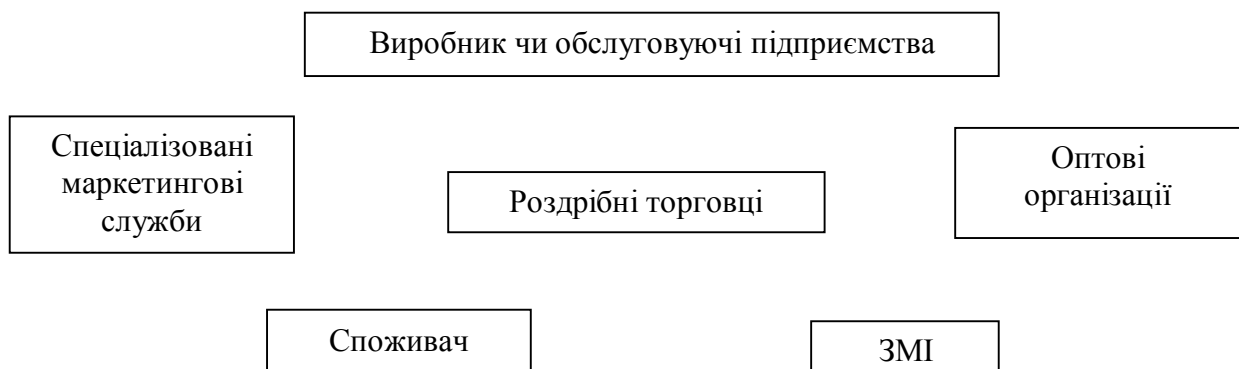 Виробник чи обслуговуючі підприємства
Спеціалізовані
маркетингові
служби
Роздрібні торговці
Оптові
організації
Споживач
ЗМІ